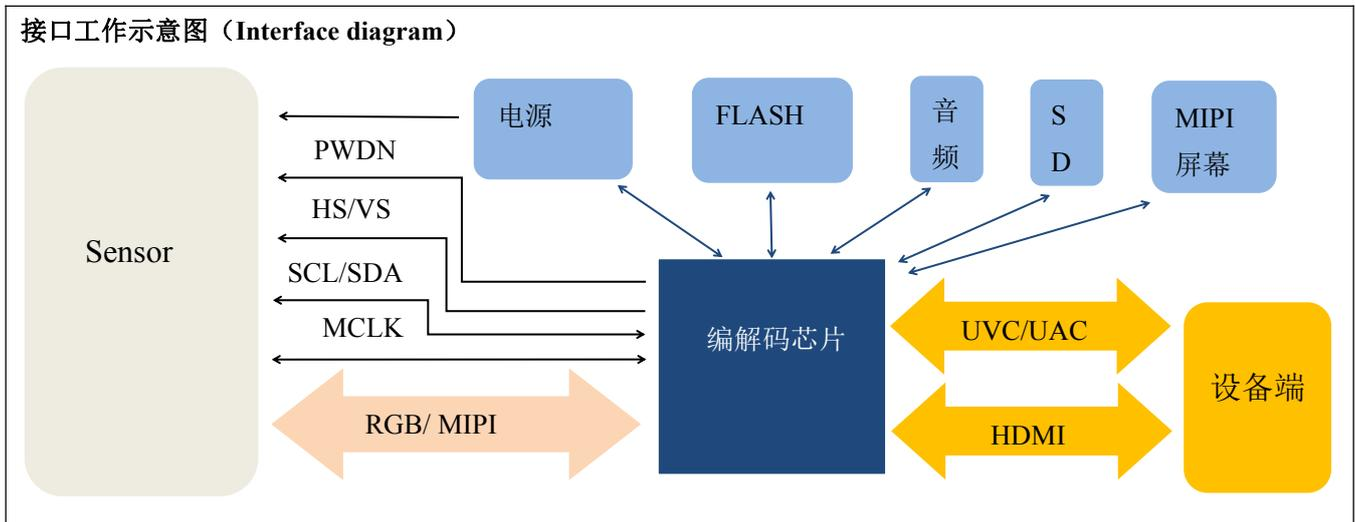 接口工作示意图（Interface diagram）
Sensor
PWDN
HS/VS
SCL/SDA
MCLK
RGB/ MIPI
电源
FLASH
音
频
S
D
MIPI
屏幕
编解码芯片
UVC/UAC
HDMI
设备端